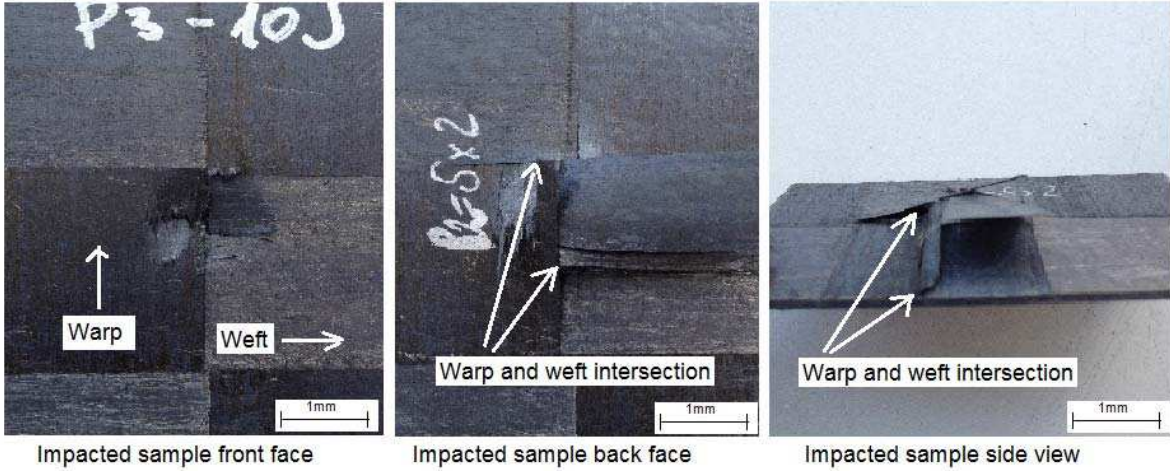 P3-10J
Warp
Weft
1mm
Impacted sample front face
Warp and weft intersection
1mm
Impacted sample back face
Warp and weft intersection
1mm
Impacted sample side view